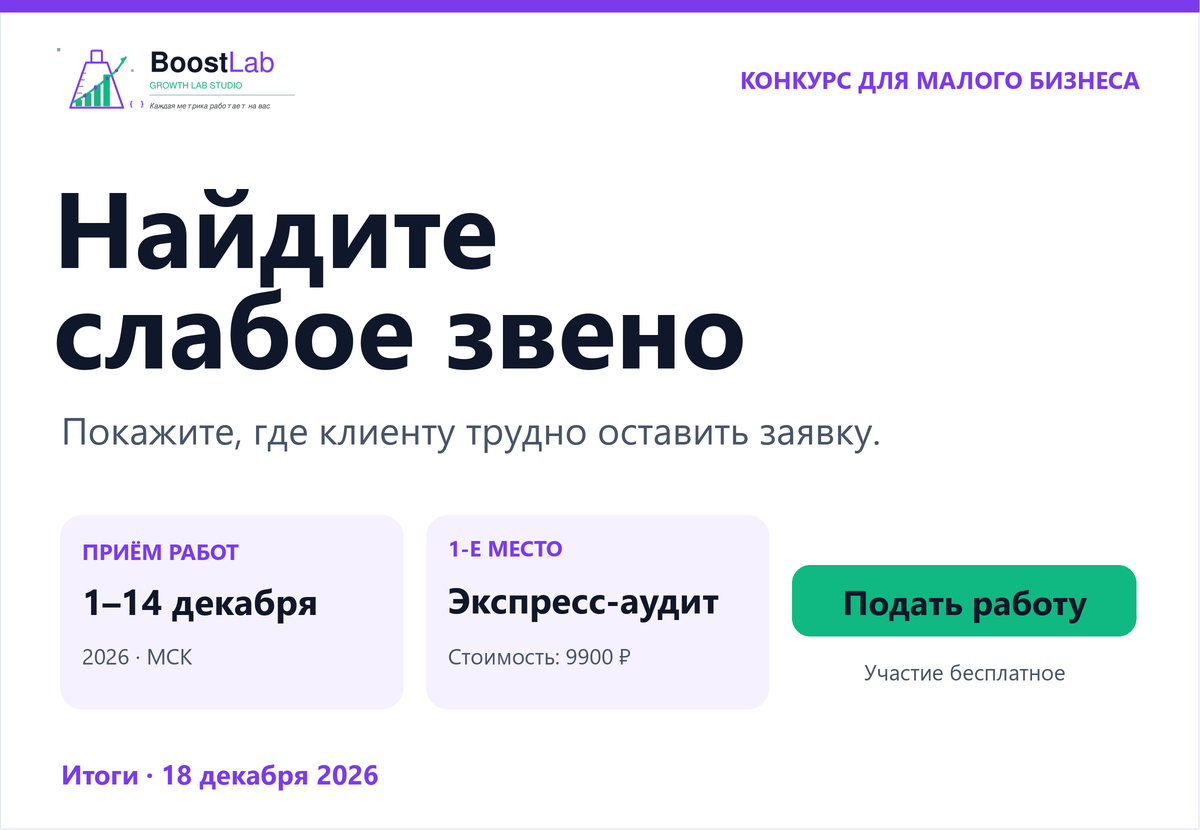 BoostLab
GROWTH LAB STUDIO
Каждая метрика работает на вас
{ }
КОНКУРС ДЛЯ МАЛОГО БИЗНЕСА
Найдите
слабое звено
Покажите, где клиенту трудно оставить заявку.
ПРИЁМ РАБОТ
1–14 декабря
2026 · МСК
1-Е МЕСТО
Экспресс-аудит
Стоимость: 9900 ₽
Подать работу
Участие бесплатное
Итоги · 18 декабря 2026